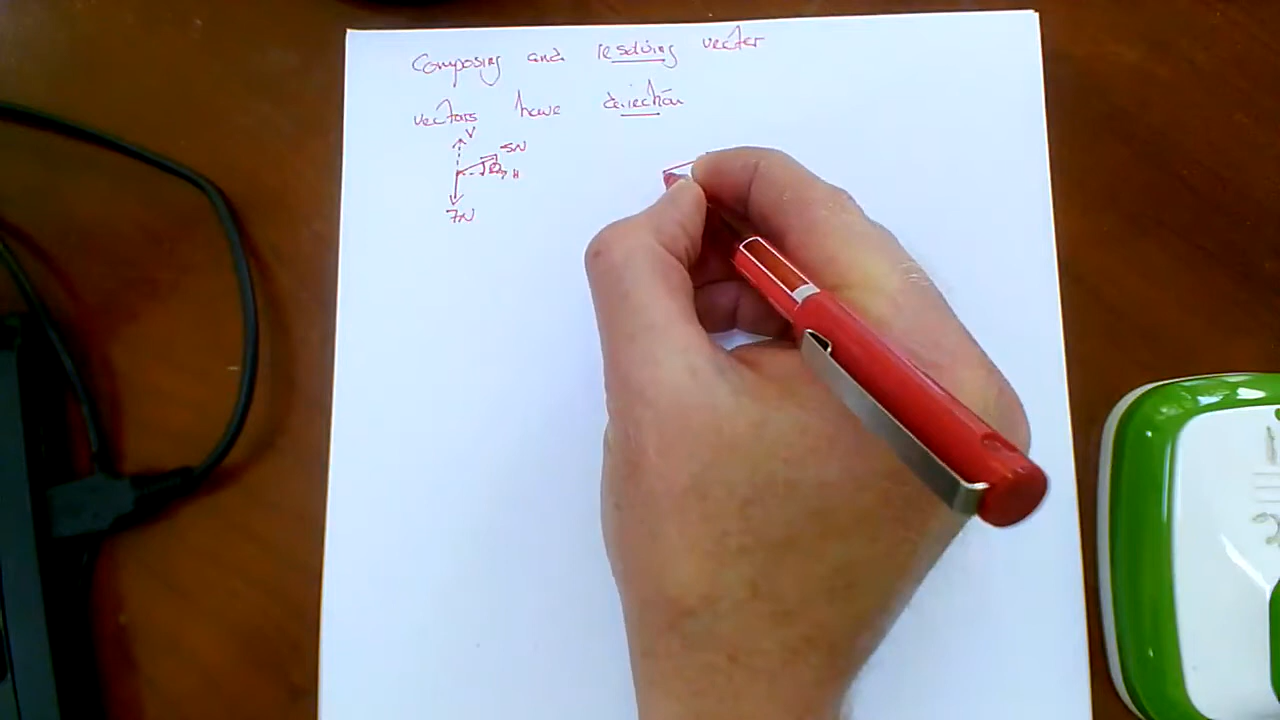 Composing and resolving vector
vectors have direction
V
5N
θ
H
7N